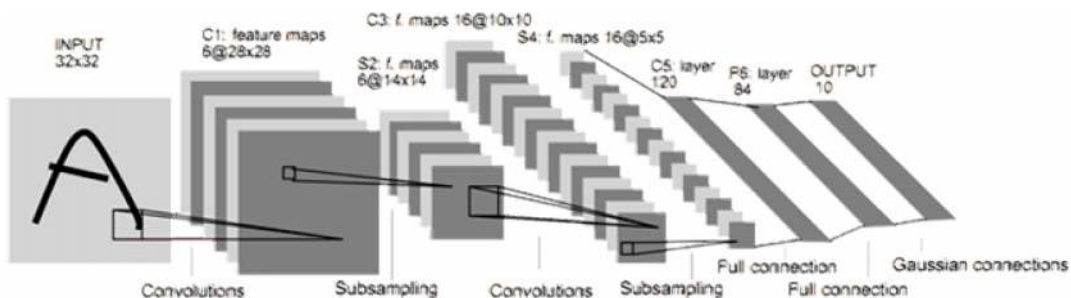 INPUT
32x32
C1: feature maps
6@28x28
S2: f. maps
6@14x14
C3: f. maps 16@10x10
S4: f. maps 16@5x5
C5: layer
120
F6: layer
84
OUTPUT
10
Convolutions
Subsampling
Convolutions
Subsampling
Full connection
Full connection
Gaussian connections